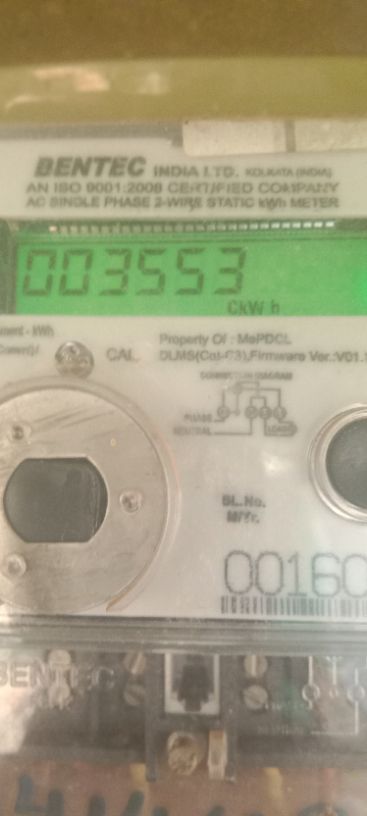 BENTEC INDIA LTD. KOLKATA (INDIA)
AN ISO 9001:2008 CERTIFIED COMPANY
AC SINGLE PHASE 2-WIRE STATIC kWh METER
003553
CkW h
kWh
CAL
Property Of : MePDCL
DLMS(Cat-C3),Firmware Ver.:V01.
CONNECTION DIAGRAM
PHASE
NEUTRAL
LOAD
SL.No.
M/Yr.
00160
BENTEC